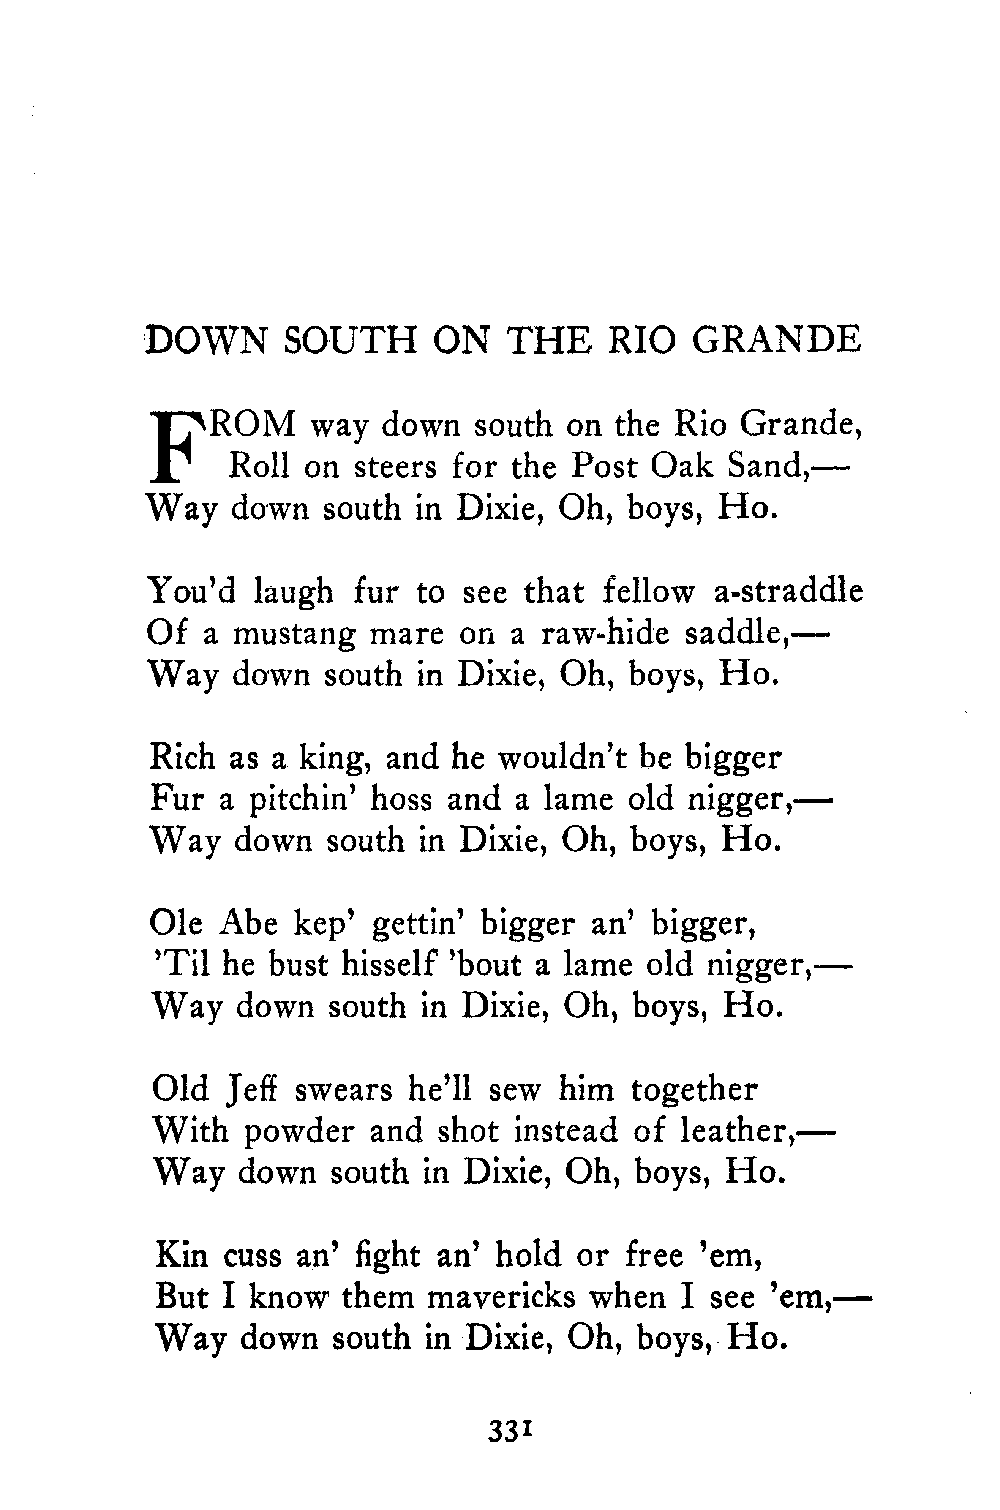 DOWN SOUTH ON THE RIO GRANDE
FROM way down south on the Rio Grande,
Roll on steers for the Post Oak Sand,—
Way down south in Dixie, Oh, boys, Ho.
You'd laugh fur to see that fellow a-straddle
Of a mustang mare on a raw-hide saddle,—
Way down south in Dixie, Oh, boys, Ho.
Rich as a king, and he wouldn't be bigger
Fur a pitchin' hoss and a lame old nigger,—
Way down south in Dixie, Oh, boys, Ho.
Ole Abe kep' gettin' bigger an' bigger,
'Til he bust hisself 'bout a lame old nigger,—
Way down south in Dixie, Oh, boys, Ho.
Old Jeff swears he'll sew him together
With powder and shot instead of leather,—
Way down south in Dixie, Oh, boys, Ho.
Kin cuss an' fight an' hold or free 'em,
But I know them mavericks when I see 'em,—
Way down south in Dixie, Oh, boys, Ho.
331